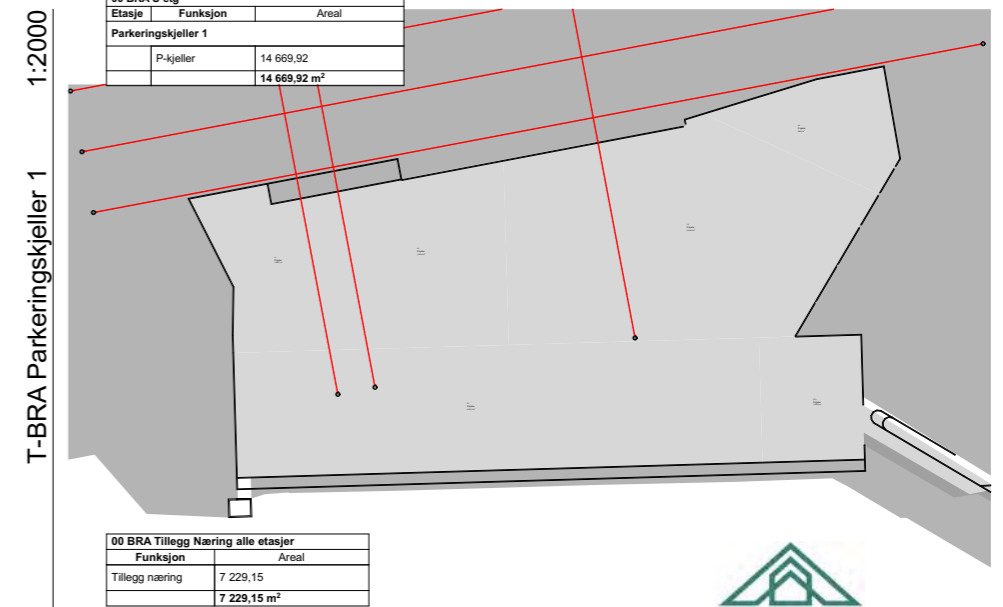 T-BRA Parkeringskjeller 1 1:2000
Etasje Funksjon Areal
Parkeringskjeller 1
P-kjeller 14 669,92
14 669,92 m²
00 BRA Tillegg Næring alle etasjer
Funksjon Areal
Tillegg næring 7 229,15
7 229,15 m²